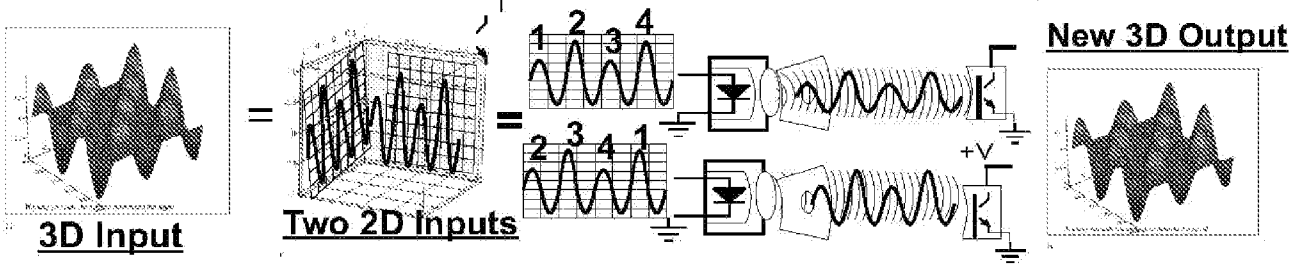 1 2 3 4
New 3D Output
=
=
2 3 4 1
+V
3D Input
Two 2D Inputs